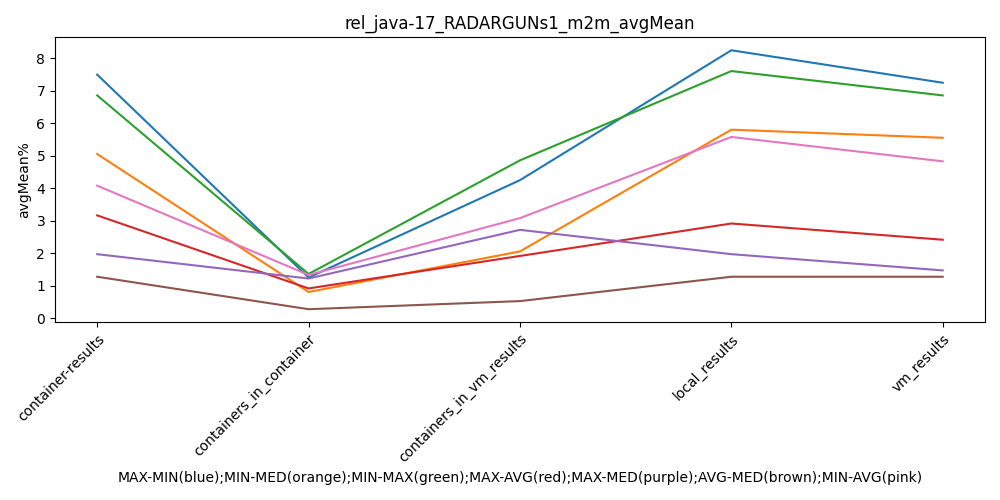 rel_java-17_RADARGUNs1_m2m_avgMean
avgMean%
8
7
6
5
4
3
2
1
0
container-results
containers_in_container
containers_in_vm_results
local_results
vm_results
MAX-MIN(blue);MIN-MED(orange);MIN-MAX(green);MAX-AVG(red);MAX-MED(purple);AVG-MED(brown);MIN-AVG(pink)